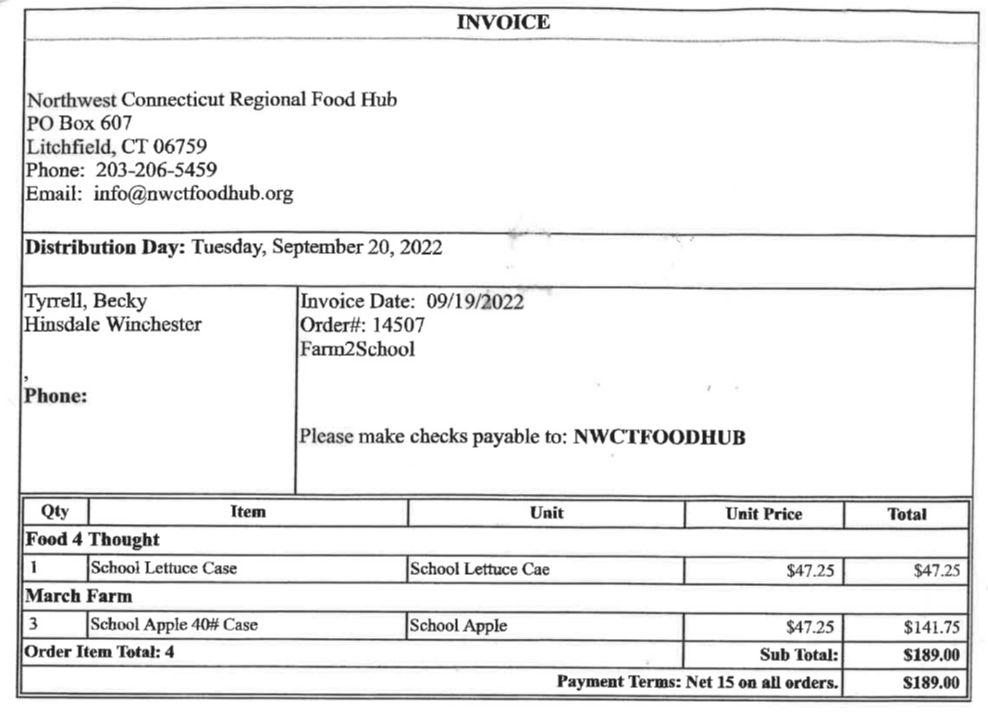 INVOICE
Northwest Connecticut Regional Food Hub
PO Box 607
Litchfield, CT 06759
Phone: 203-206-5459
Email: info@nwctfoodhub.org
Distribution Day: Tuesday, September 20, 2022
Tyrrell, Becky
Hinsdale Winchester
,
Phone:
Invoice Date: 09/19/2022
Order#: 14507
Farm2School
Please make checks payable to: NWCTFOODHUB
Qty Item Unit Unit Price Total
Food 4 Thought
1 School Lettuce Case School Lettuce Cae $47.25 $47.25
March Farm
3 School Apple 40# Case School Apple $47.25 $141.75
Order Item Total: 4 Sub Total: $189.00
Payment Terms: Net 15 on all orders. $189.00